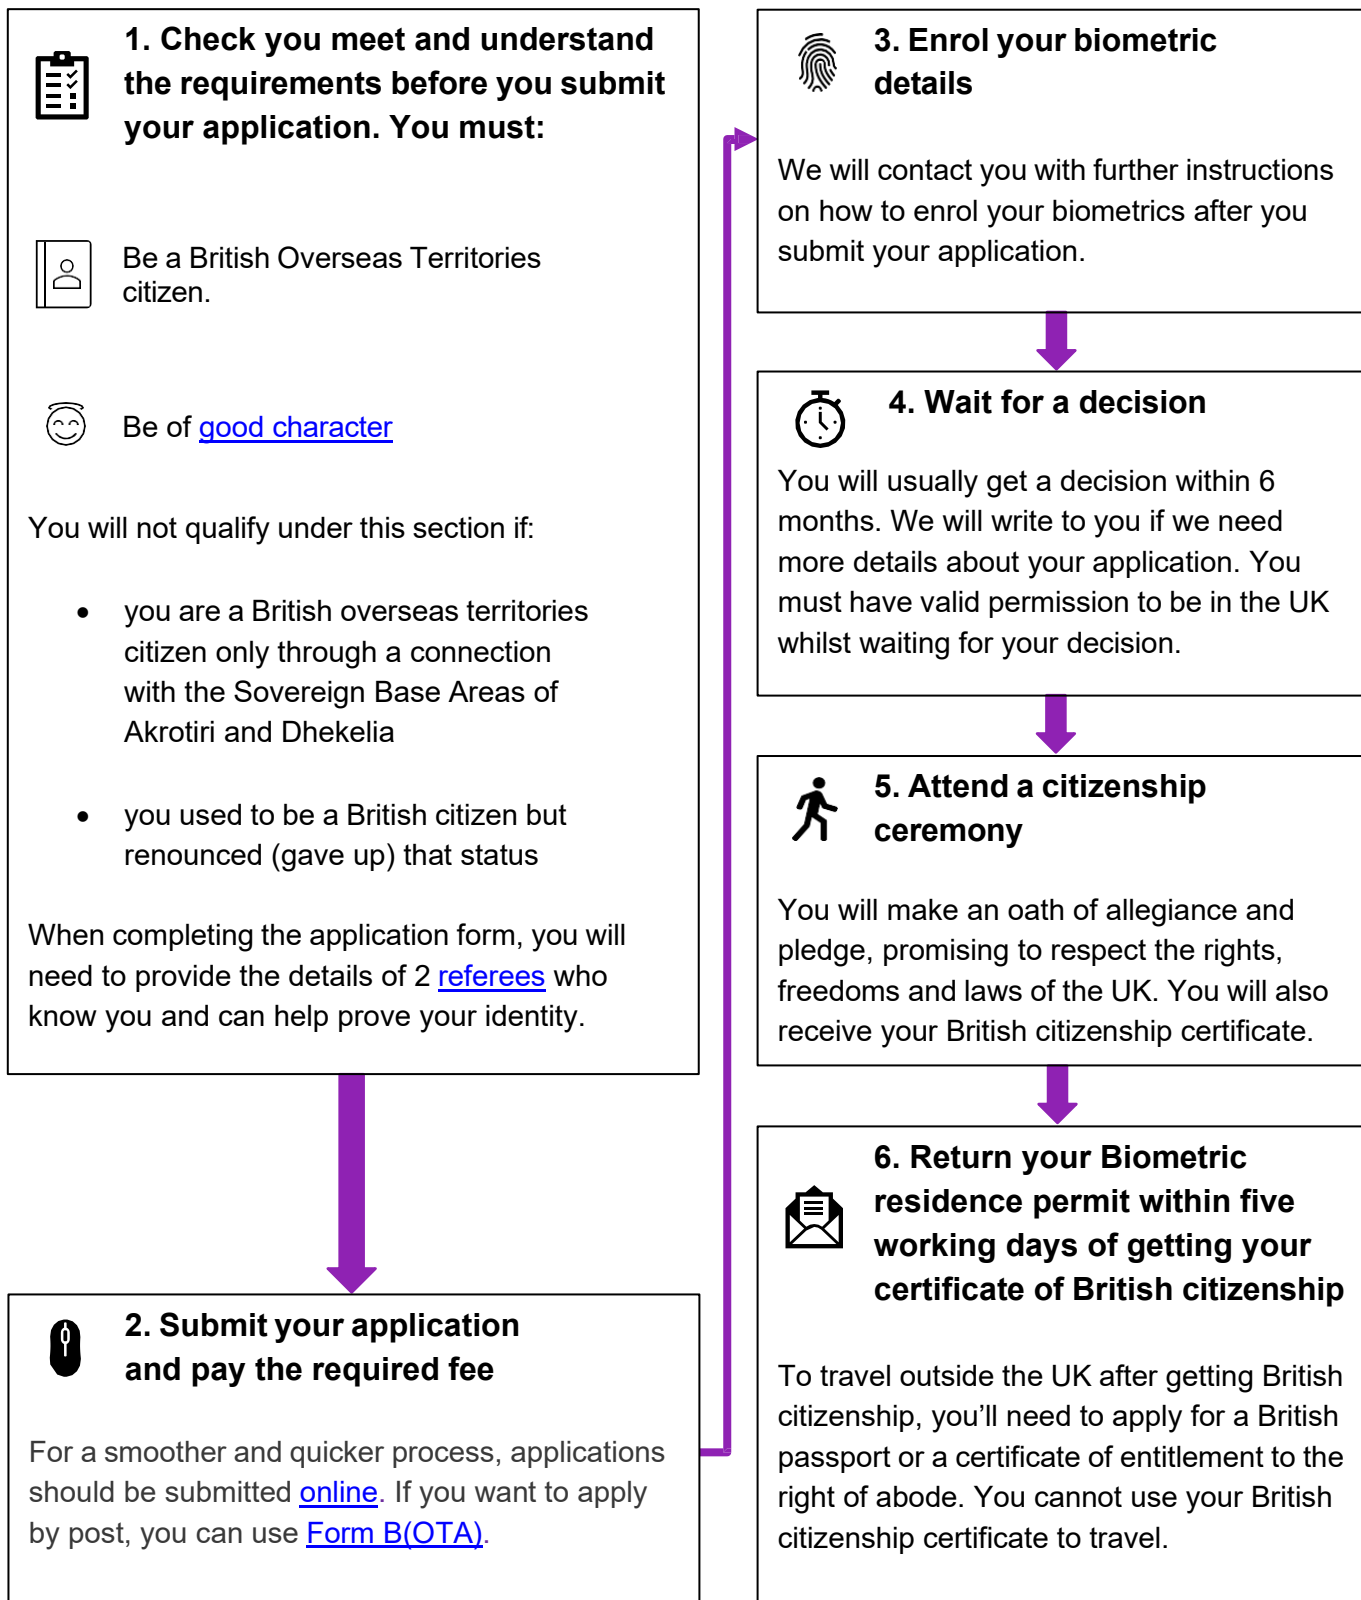 1. Check you meet and understand
the requirements before you submit
your application. You must:
Be a British Overseas Territories
citizen.
Be of good character
You will not qualify under this section if:
• you are a British overseas territories
citizen only through a connection
with the Sovereign Base Areas of
Akrotiri and Dhekelia
• you used to be a British citizen but
renounced (gave up) that status
When completing the application form, you will
need to provide the details of 2 referees who
know you and can help prove your identity.
2. Submit your application
and pay the required fee
For a smoother and quicker process, applications
should be submitted online. If you want to apply
by post, you can use Form B(OTA).
3. Enrol your biometric
details
We will contact you with further instructions
on how to enrol your biometrics after you
submit your application.
4. Wait for a decision
You will usually get a decision within 6
months. We will write to you if we need
more details about your application. You
must have valid permission to be in the UK
whilst waiting for your decision.
5. Attend a citizenship
ceremony
You will make an oath of allegiance and
pledge, promising to respect the rights,
freedoms and laws of the UK. You will also
receive your British citizenship certificate.
6. Return your Biometric
residence permit within five
working days of getting your
certificate of British citizenship
To travel outside the UK after getting British
citizenship, you’ll need to apply for a British
passport or a certificate of entitlement to the
right of abode. You cannot use your British
citizenship certificate to travel.